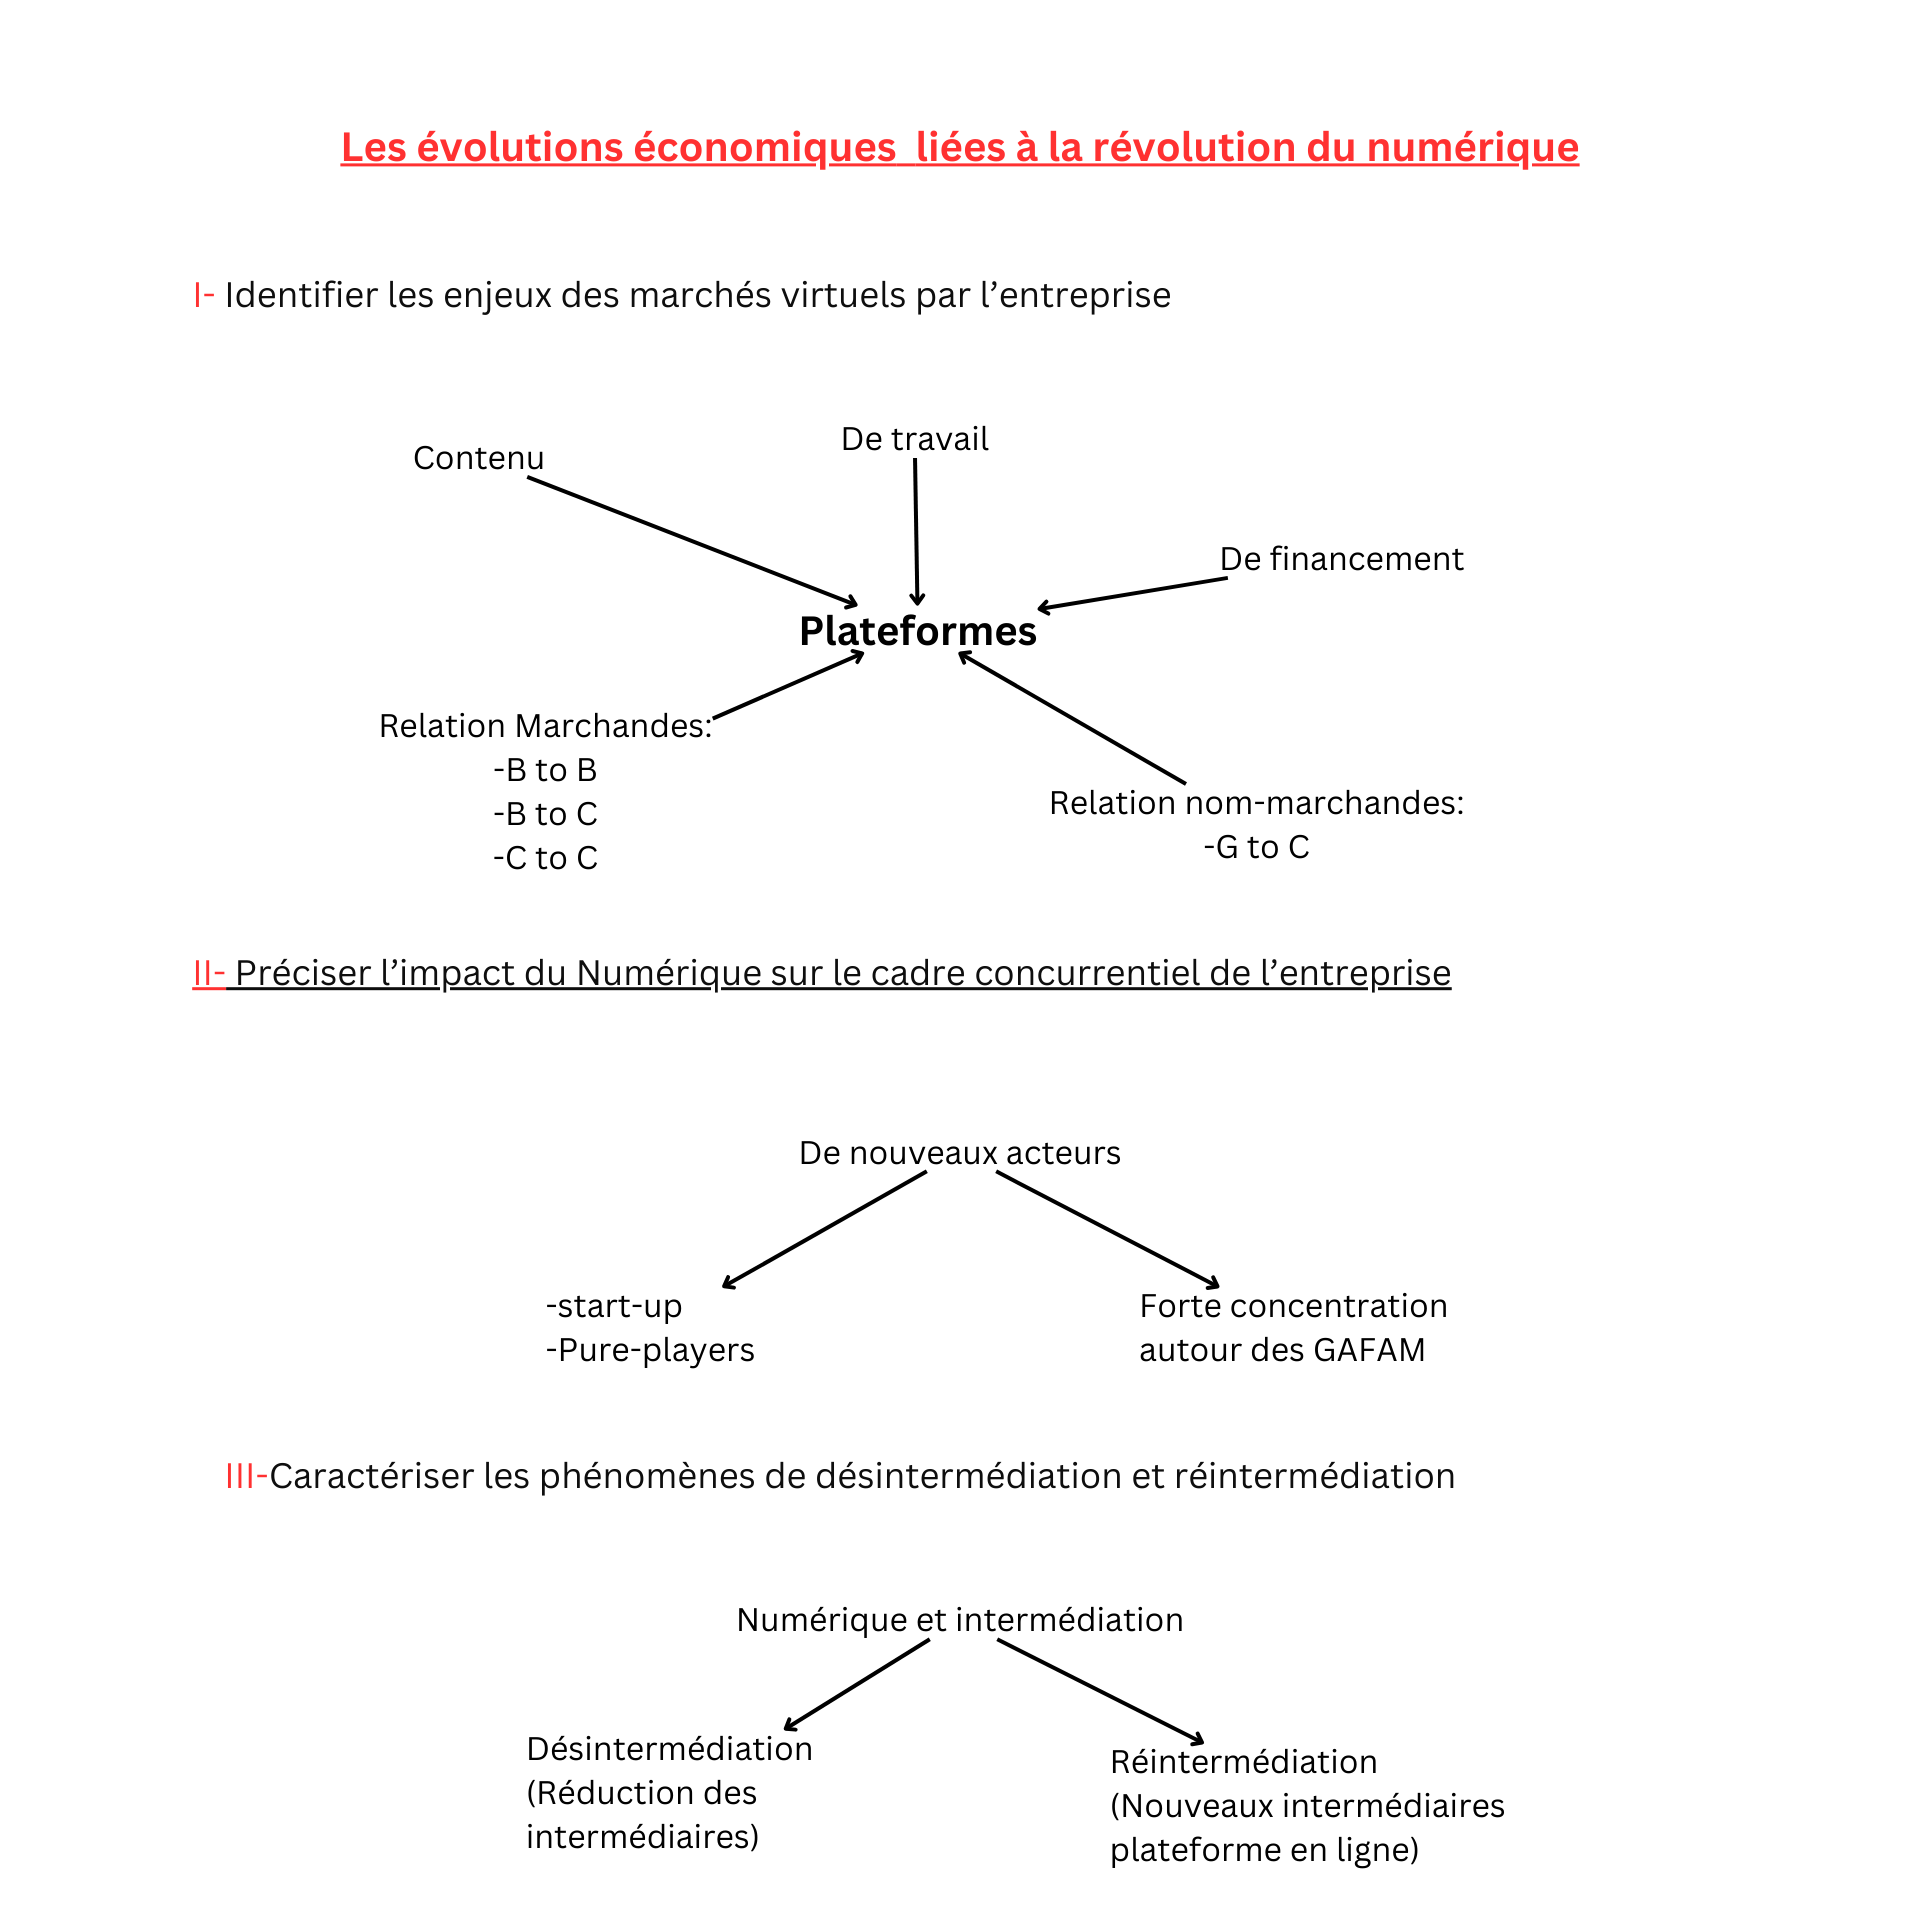 Les évolutions économiques  liées à la révolution du numérique
I- Identifier les enjeux des marchés virtuels par l’entreprise
De travail
Contenu
De financement
Plateformes
Relation Marchandes:
-B to B
-B to C
-C to C
Relation nom-marchandes:
-G to C
II- Préciser l’impact du Numérique sur le cadre concurrentiel de l’entreprise
De nouveaux acteurs
-start-up
-Pure-players
Forte concentration
autour des GAFAM
III-Caractériser les phénomènes de désintermédiation et réintermédiation
Numérique et intermédiation
Désintermédiation
(Réduction des
intermédiaires)
Réintermédiation
(Nouveaux intermédiaires
plateforme en ligne)